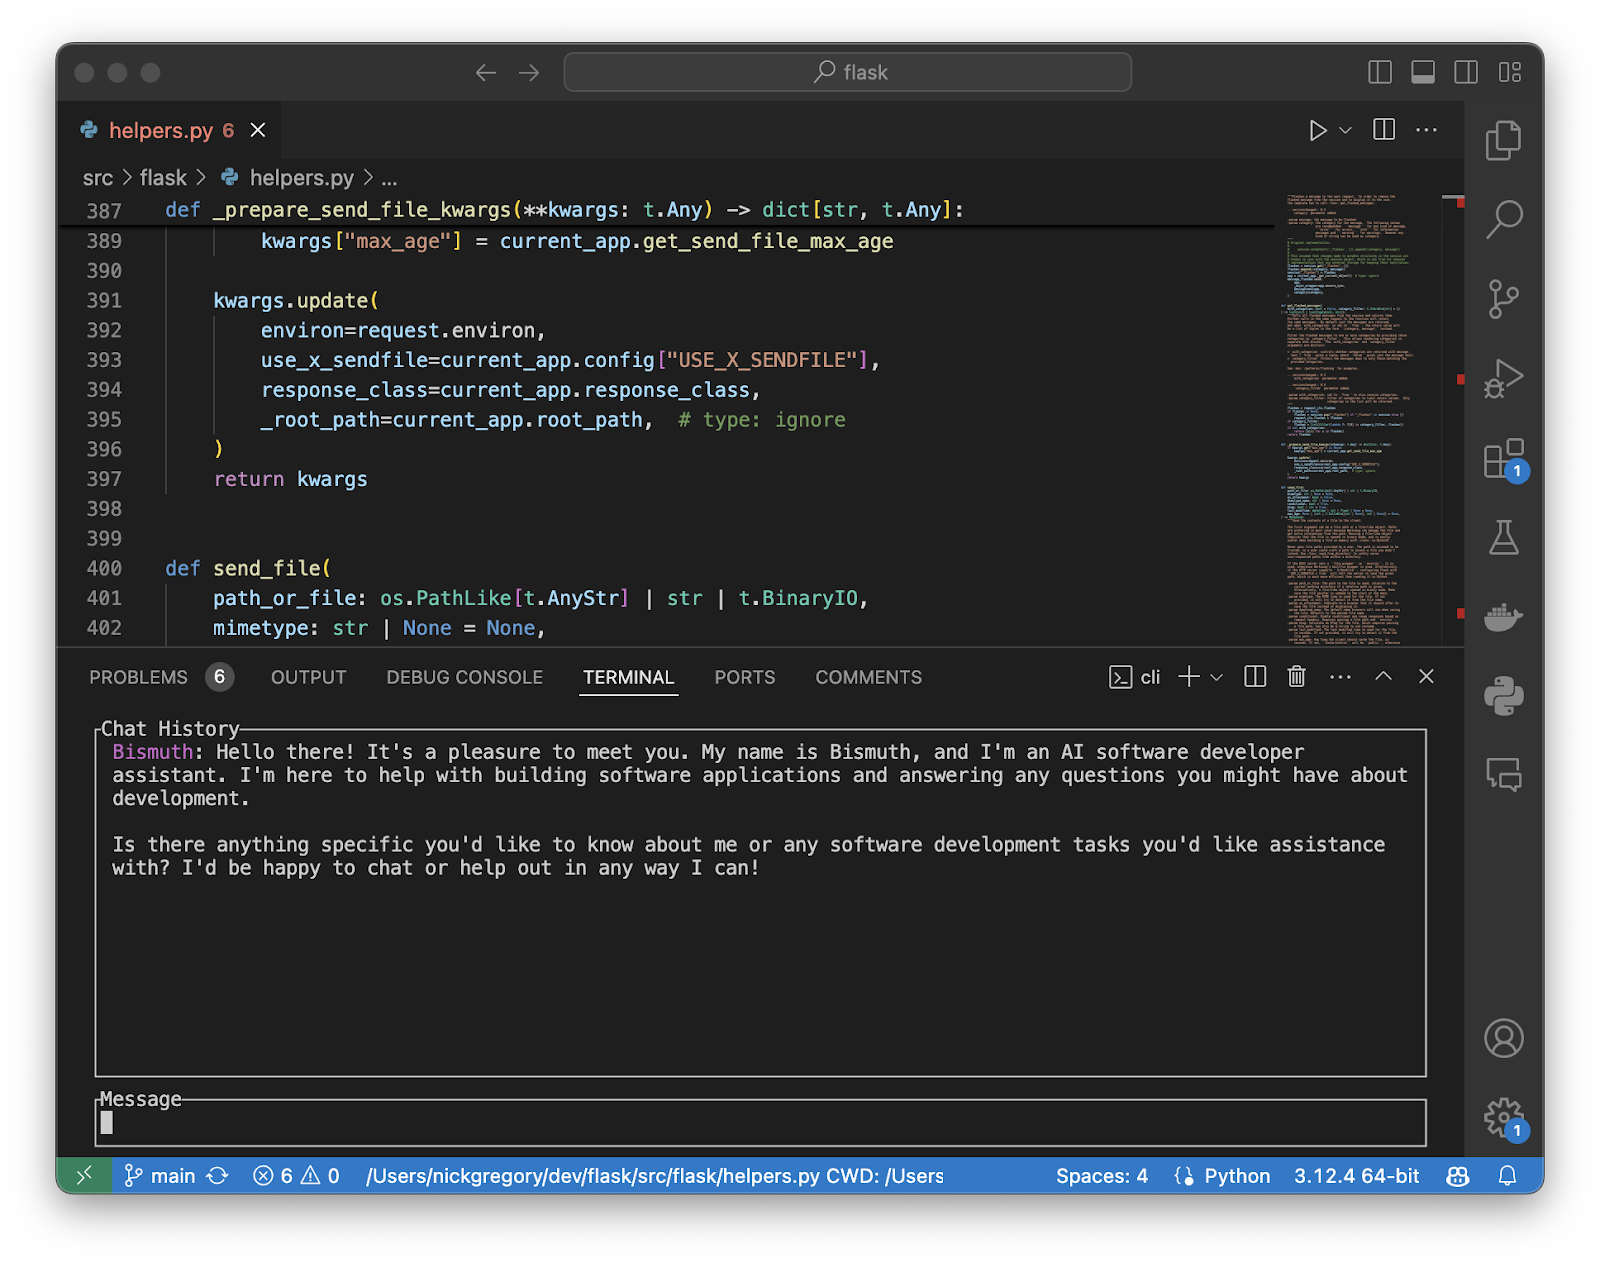 flask
helpers.py 6
src > flask > helpers.py > ...
387 def _prepare_send_file_kwargs(**kwargs: t.Any) -> dict[str, t.Any]:
389 kwargs["max_age"] = current_app.get_send_file_max_age
390
391 kwargs.update(
392 environ=request.environ,
393 use_x_sendfile=current_app.config["USE_X_SENDFILE"],
394 response_class=current_app.response_class,
395 _root_path=current_app.root_path,  # type: ignore
396 )
397 return kwargs
398
399
400 def send_file(
401 path_or_file: os.PathLike[t.AnyStr] | str | t.BinaryIO,
402 mimetype: str | None = None,
PROBLEMS 6 OUTPUT DEBUG CONSOLE TERMINAL PORTS COMMENTS cli
Chat History
Bismuth: Hello there! It's a pleasure to meet you. My name is Bismuth, and I'm an AI software developer
assistant. I'm here to help with building software applications and answering any questions you might have about
development.
Is there anything specific you'd like to know about me or any software development tasks you'd like assistance
with? I'd be happy to chat or help out in any way I can!
Message
main 6 0 /Users/nickgregory/dev/flask/src/flask/helpers.py CWD: /Users Spaces: 4 Python 3.12.4 64-bit
1
1